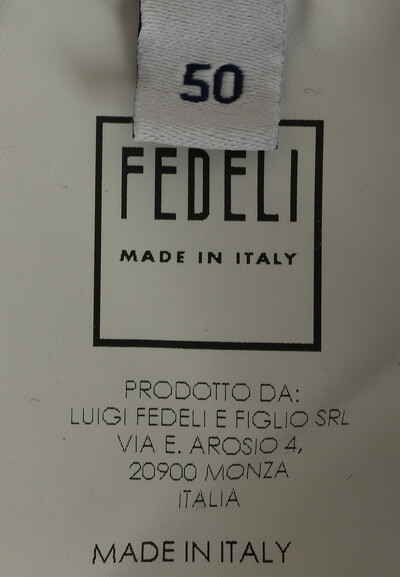 50
FEDELI
MADE IN ITALY
PRODOTTO DA:
LUIGI FEDELI E FIGLIO SRL
VIA E. AROSIO 4,
20900 MONZA
ITALIA
MADE IN ITALY